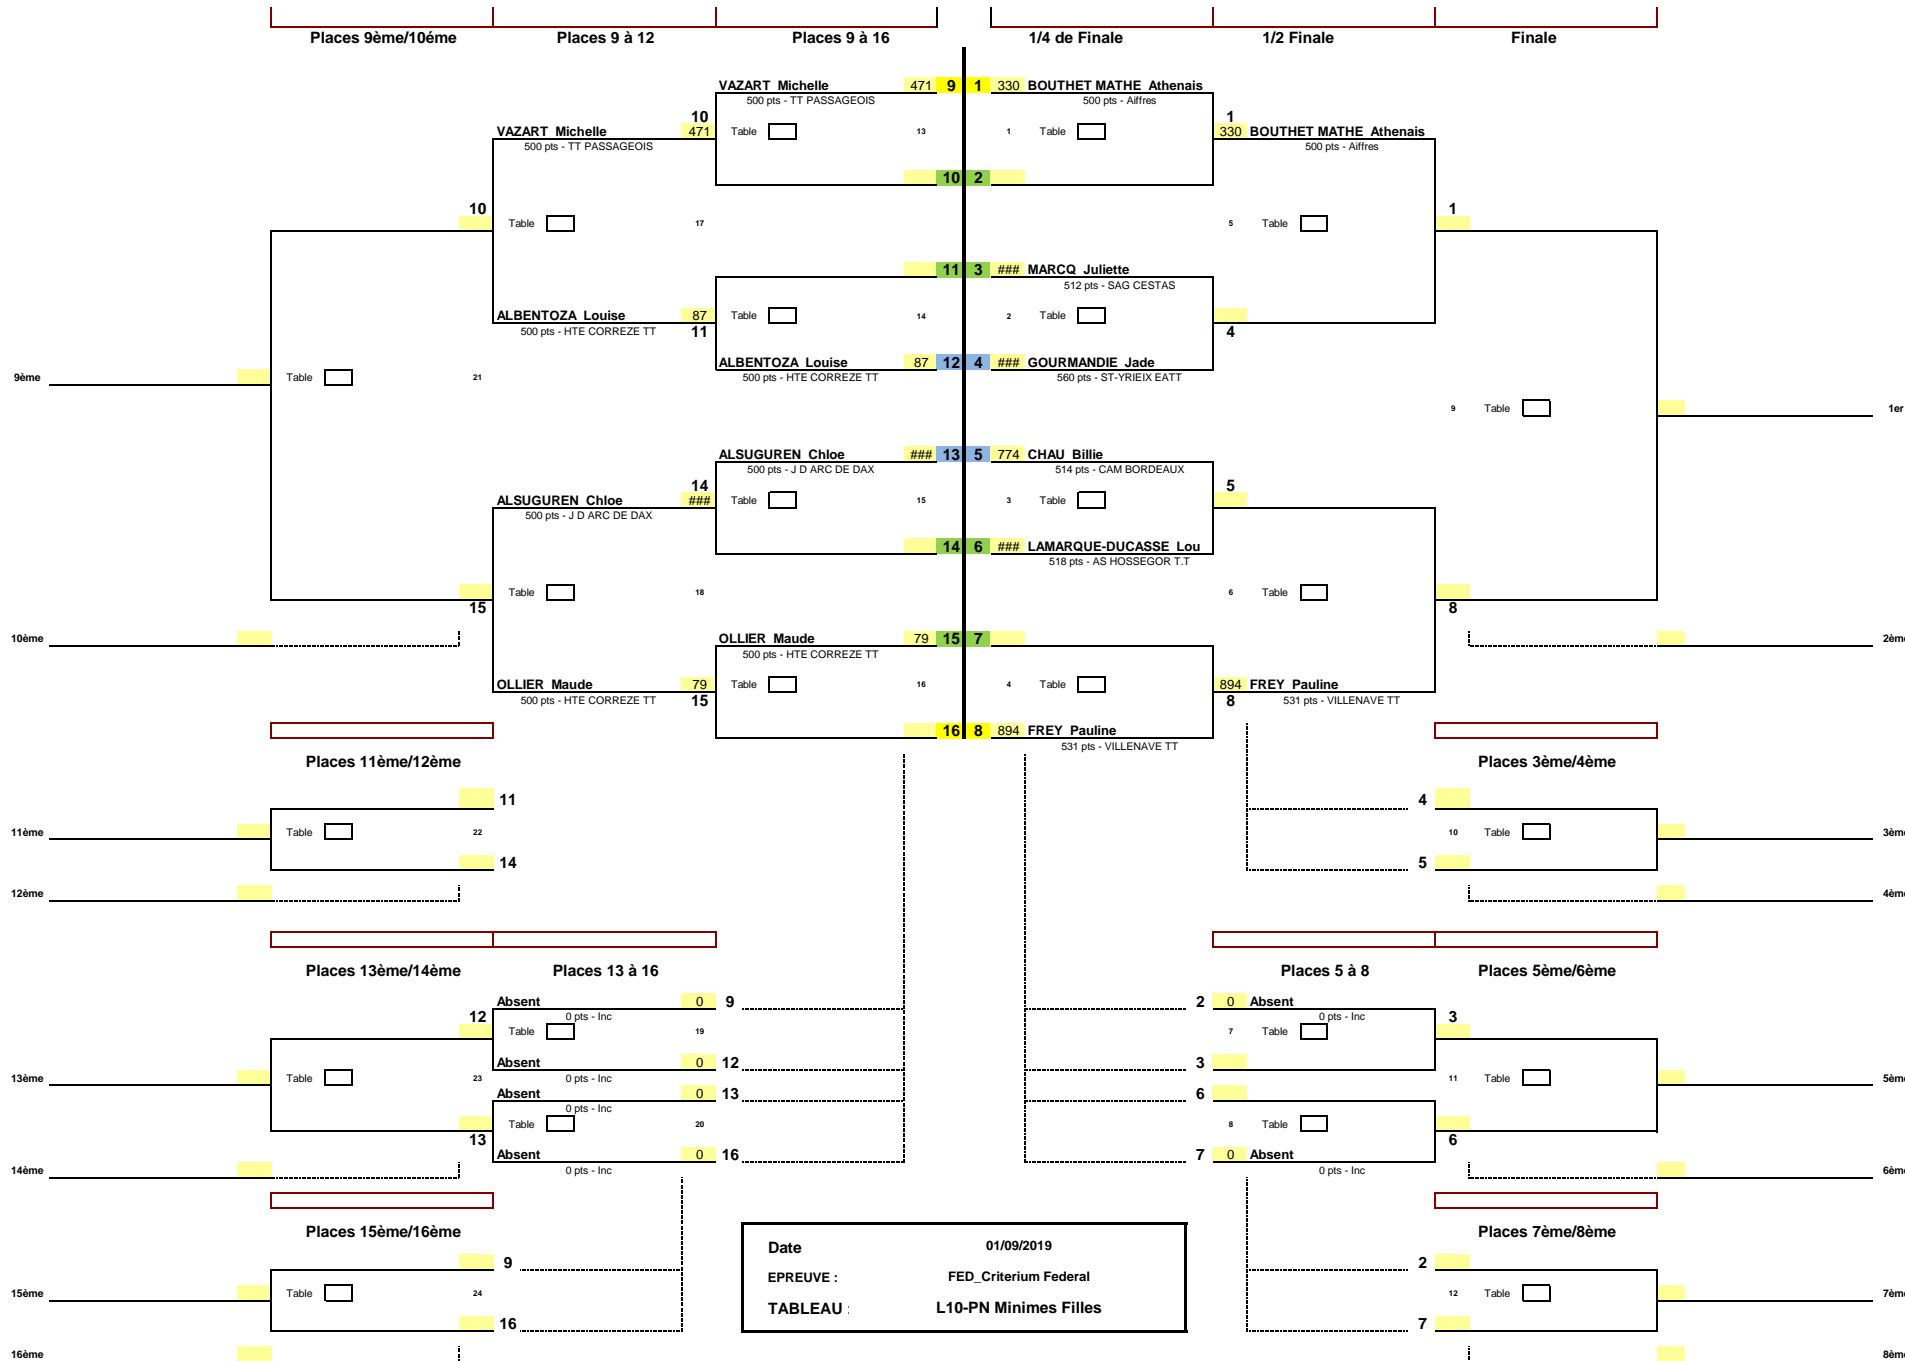 Places 9ème/10éme Places 9 à 12 Places 9 à 16 1/4 de Finale 1/2 Finale Finale
VAZART Michelle 471 9 1 330 BOUTHET MATHE Athenais
500 pts - TT PASSAGEOIS 500 pts - Aiffres
10 1
VAZART Michelle 471 Table 13 1 Table 330 BOUTHET MATHE Athenais
500 pts - TT PASSAGEOIS 500 pts - Aiffres
10 2
10 1
Table 17 5 Table
11 3 ### MARCQ Juliette
512 pts - SAG CESTAS
ALBENTOZA Louise 87 Table 14 2 Table
500 pts - HTE CORREZE TT 11 4
ALBENTOZA Louise 87 12 4 ### GOURMANDIE Jade
9ème Table 21 500 pts - HTE CORREZE TT 560 pts - ST-YRIEIX EATT
9 Table 1er
ALSUGUREN Chloe ### 13 5 774 CHAU Billie
500 pts - J D ARC DE DAX 514 pts - CAM BORDEAUX
14 5
ALSUGUREN Chloe ### Table 15 3 Table
500 pts - J D ARC DE DAX
14 6 ### LAMARQUE-DUCASSE Lou
518 pts - AS HOSSEGOR T.T
Table 18 6 Table
15 8
10ème OLLIER Maude 79 15 7 2ème
500 pts - HTE CORREZE TT
OLLIER Maude 79 Table 16 4 Table 894 FREY Pauline
500 pts - HTE CORREZE TT 15 8 531 pts - VILLENAVE TT
16 8 894 FREY Pauline
531 pts - VILLENAVE TT
Places 11ème/12ème Places 3ème/4ème
11 4
11ème Table 22 10 Table 3ème
14 5
12ème 4ème
Places 13ème/14ème Places 13 à 16 Places 5 à 8 Places 5ème/6ème
Absent 0 9 2 0 Absent
12 0 pts - Inc 0 pts - Inc 3
Table 19 7 Table
Absent 0 12 3
13ème Table 23 0 pts - Inc 11 Table 5ème
Absent 0 13 6
0 pts - Inc
Table 20 8 Table
13 6
Absent 0 16 7 0 Absent
14ème 0 pts - Inc 0 pts - Inc 6ème
Places 15ème/16ème Places 7ème/8ème
Date 01/09/2019
9 2
EPREUVE : FED_Criterium Federal
15ème Table 24 12 Table 7ème
TABLEAU : L10-PN Minimes Filles
16 7
16ème 8ème